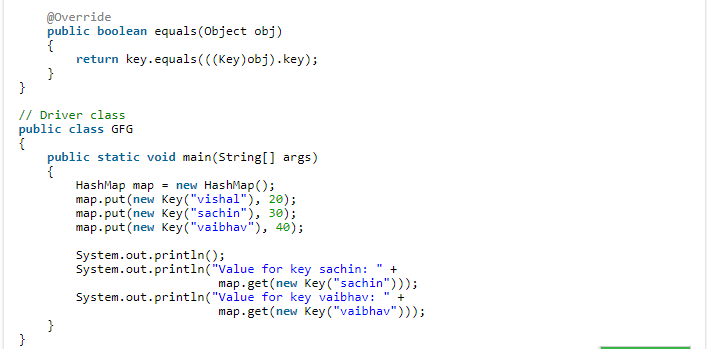 @Override
public boolean equals(Object obj)
{
return key.equals(((Key)obj).key);
}
}
// Driver class
public class GFG
{
public static void main(String[] args)
{
HashMap map = new HashMap();
map.put(new Key("vishal"), 20);
map.put(new Key("sachin"), 30);
map.put(new Key("vaibhav"), 40);
System.out.println();
System.out.println("Value for key sachin: " +
map.get(new Key("sachin")));
System.out.println("Value for key vaibhav: " +
map.get(new Key("vaibhav")));
}
}